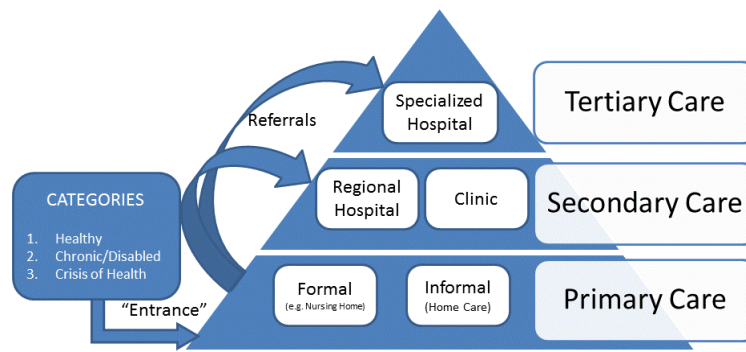 Specialized
Hospital
Tertiary Care
Referrals
Regional
Hospital
Clinic
Secondary Care
CATEGORIES
1. Healthy
2. Chronic/Disabled
3. Crisis of Health
Formal
(e.g. Nursing Home)
Informal
(Home Care)
Primary Care
"Entrance"